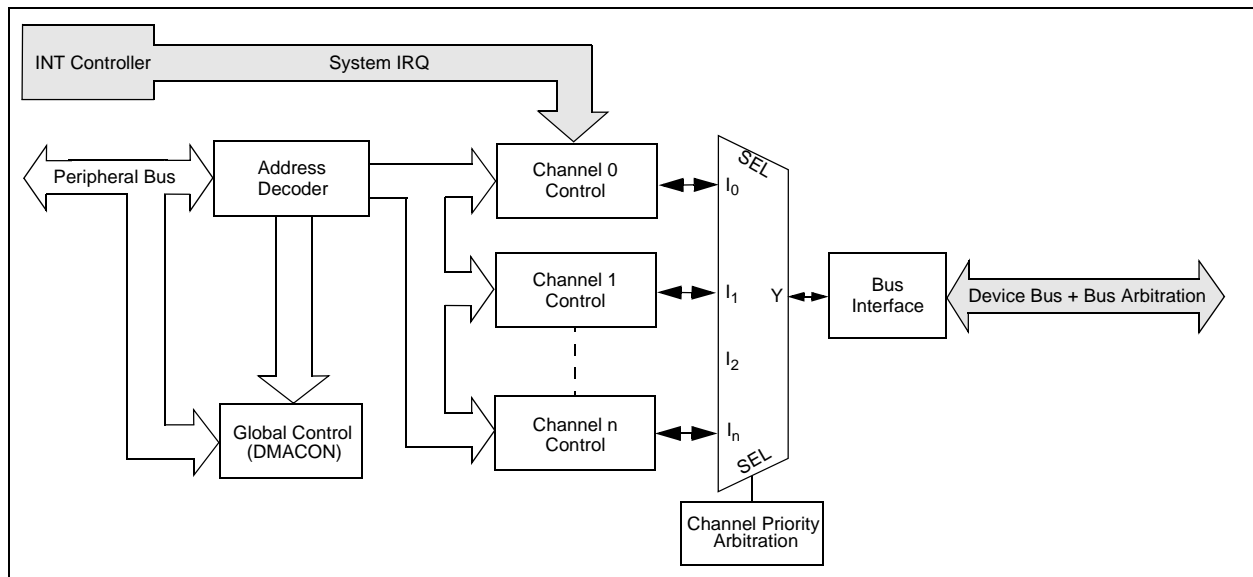 INT Controller
System IRQ
Peripheral Bus
Address
Decoder
Channel 0
Control
SEL
I0
Channel 1
Control
I1
Y
Bus
Interface
Device Bus + Bus Arbitration
I2
Global Control
(DMACON)
Channel n
Control
In
SEL
Channel Priority
Arbitration